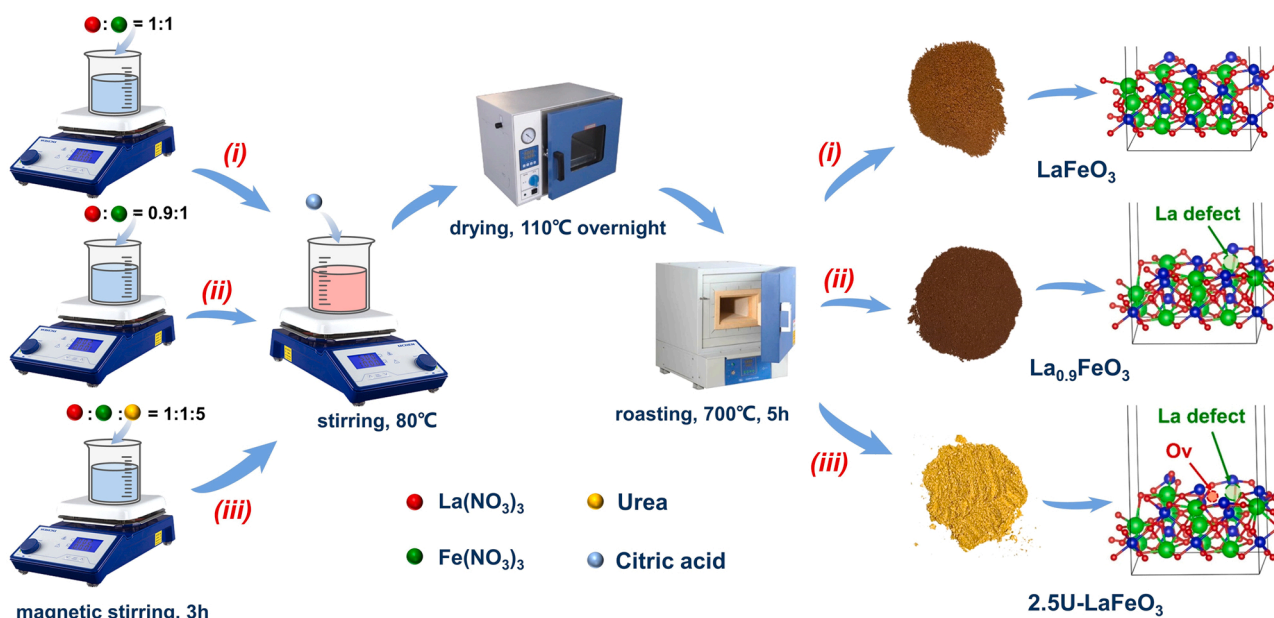 : = 1:1
(i)
: = 0.9:1
(ii)
: : = 1:1:5
(iii)
magnetic stirring, 3h
stirring, 80℃
drying, 110℃ overnight
roasting, 700℃, 5h
La(NO₃)₃
Urea
Fe(NO₃)₃
Citric acid
(i)
LaFeO₃
(ii)
La defect
La₀.₉FeO₃
(iii)
La defect
Ov
2.5U-LaFeO₃